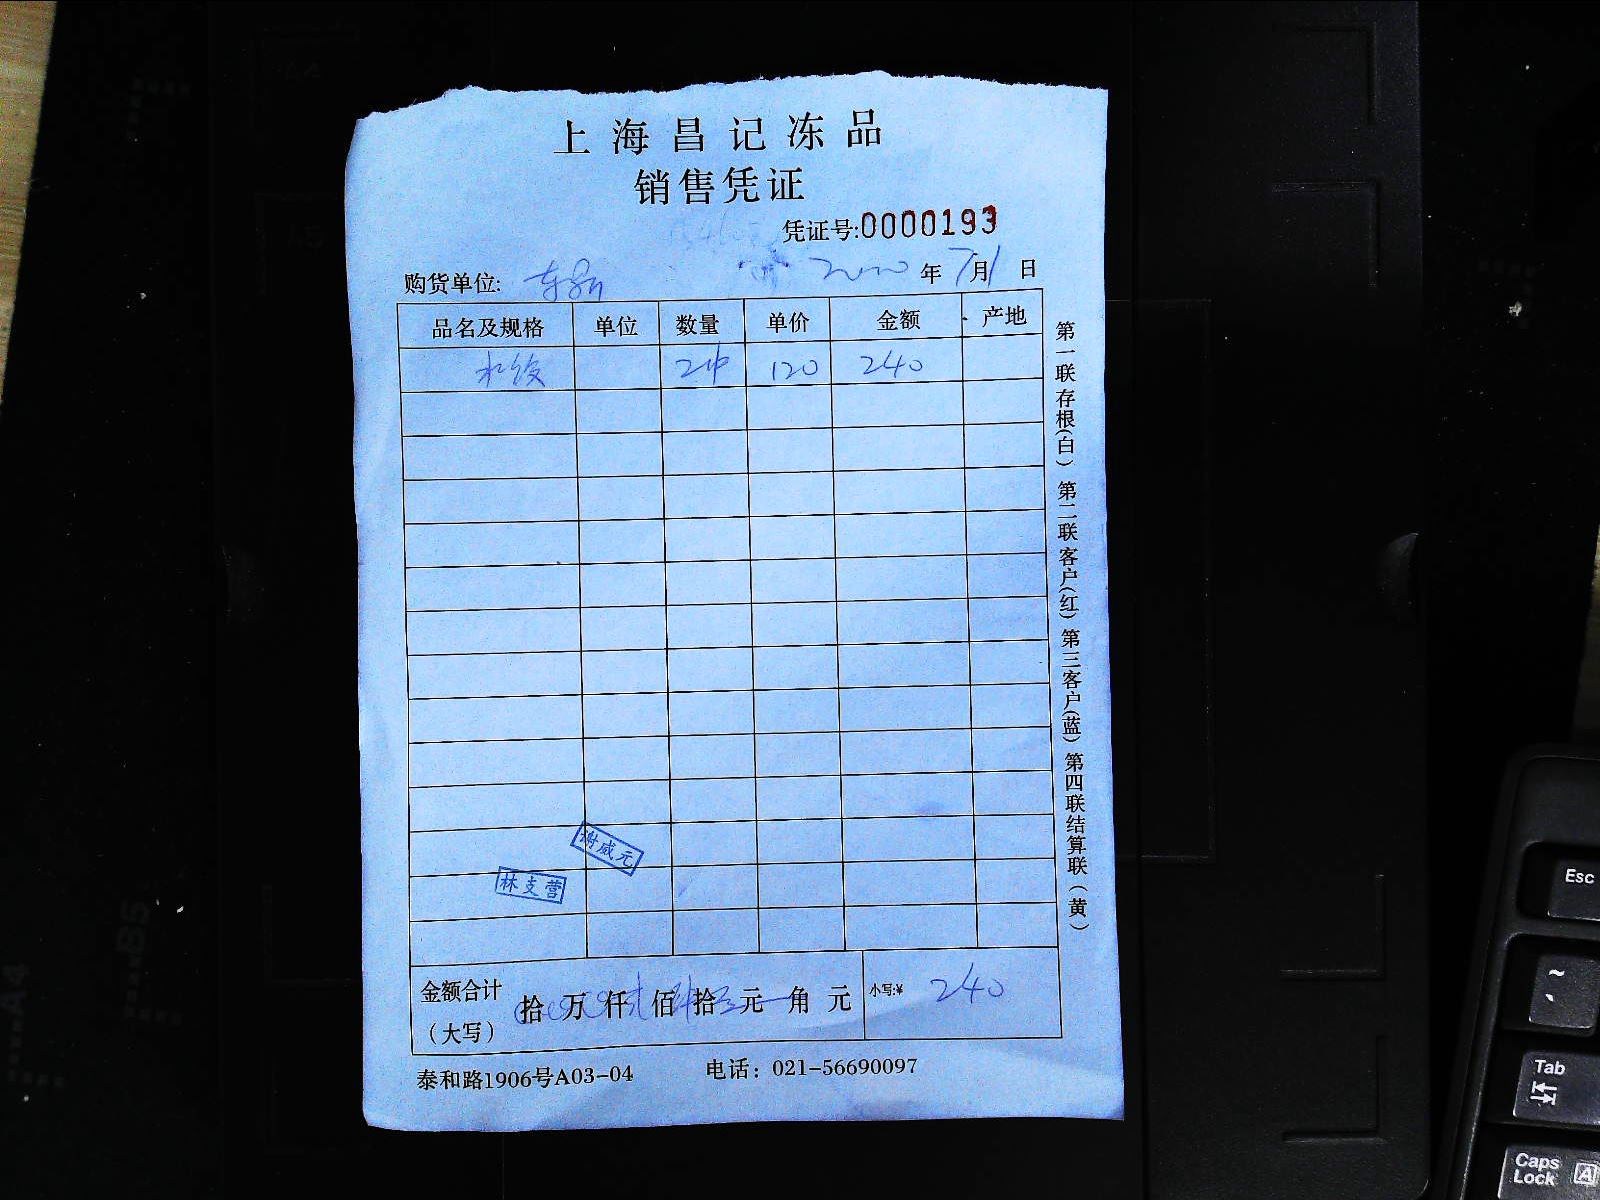 上海昌记冻品
销售凭证
凭证号:0000193
购货单位: 年7月1日
品名及规格 单位 数量 单价 金额 产地
2件 120 240
林支营
谢威元
金额合计（大写） 拾 万 仟 佰 拾 元 角 元 小写:¥ 240
泰和路1906号A03-04 电话：021-56690097
第一联存根(白) 第二联客户(红) 第三客户(蓝) 第四联结算联(黄)
A4
B5
Esc
~
Tab
Caps Lock A